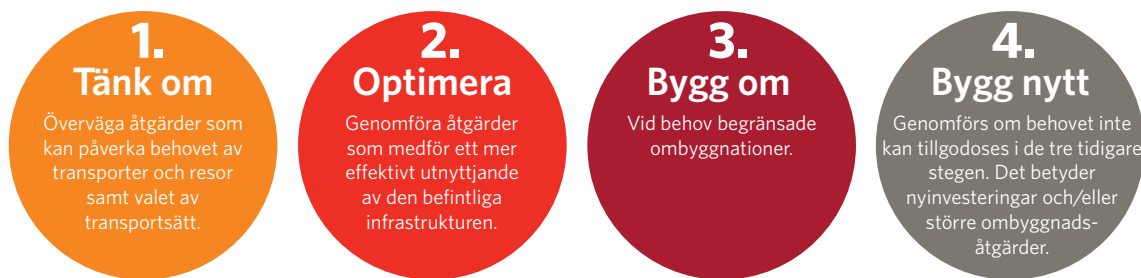 1.
Tänk om
Överväga åtgärder som
kan påverka behovet av
transporter och resor
samt valet av
transportsätt.
2.
Optimera
Genomföra åtgärder
som medför ett mer
effektivt utnyttjande
av den befintliga
infrastrukturen.
3.
Bygg om
Vid behov begränsade
ombyggnationer.
4.
Bygg nytt
Genomförs om behovet inte
kan tillgodoses i de tre tidigare
stegen. Det betyder
nyinvesteringar och/eller
större ombyggnads-
åtgärder.